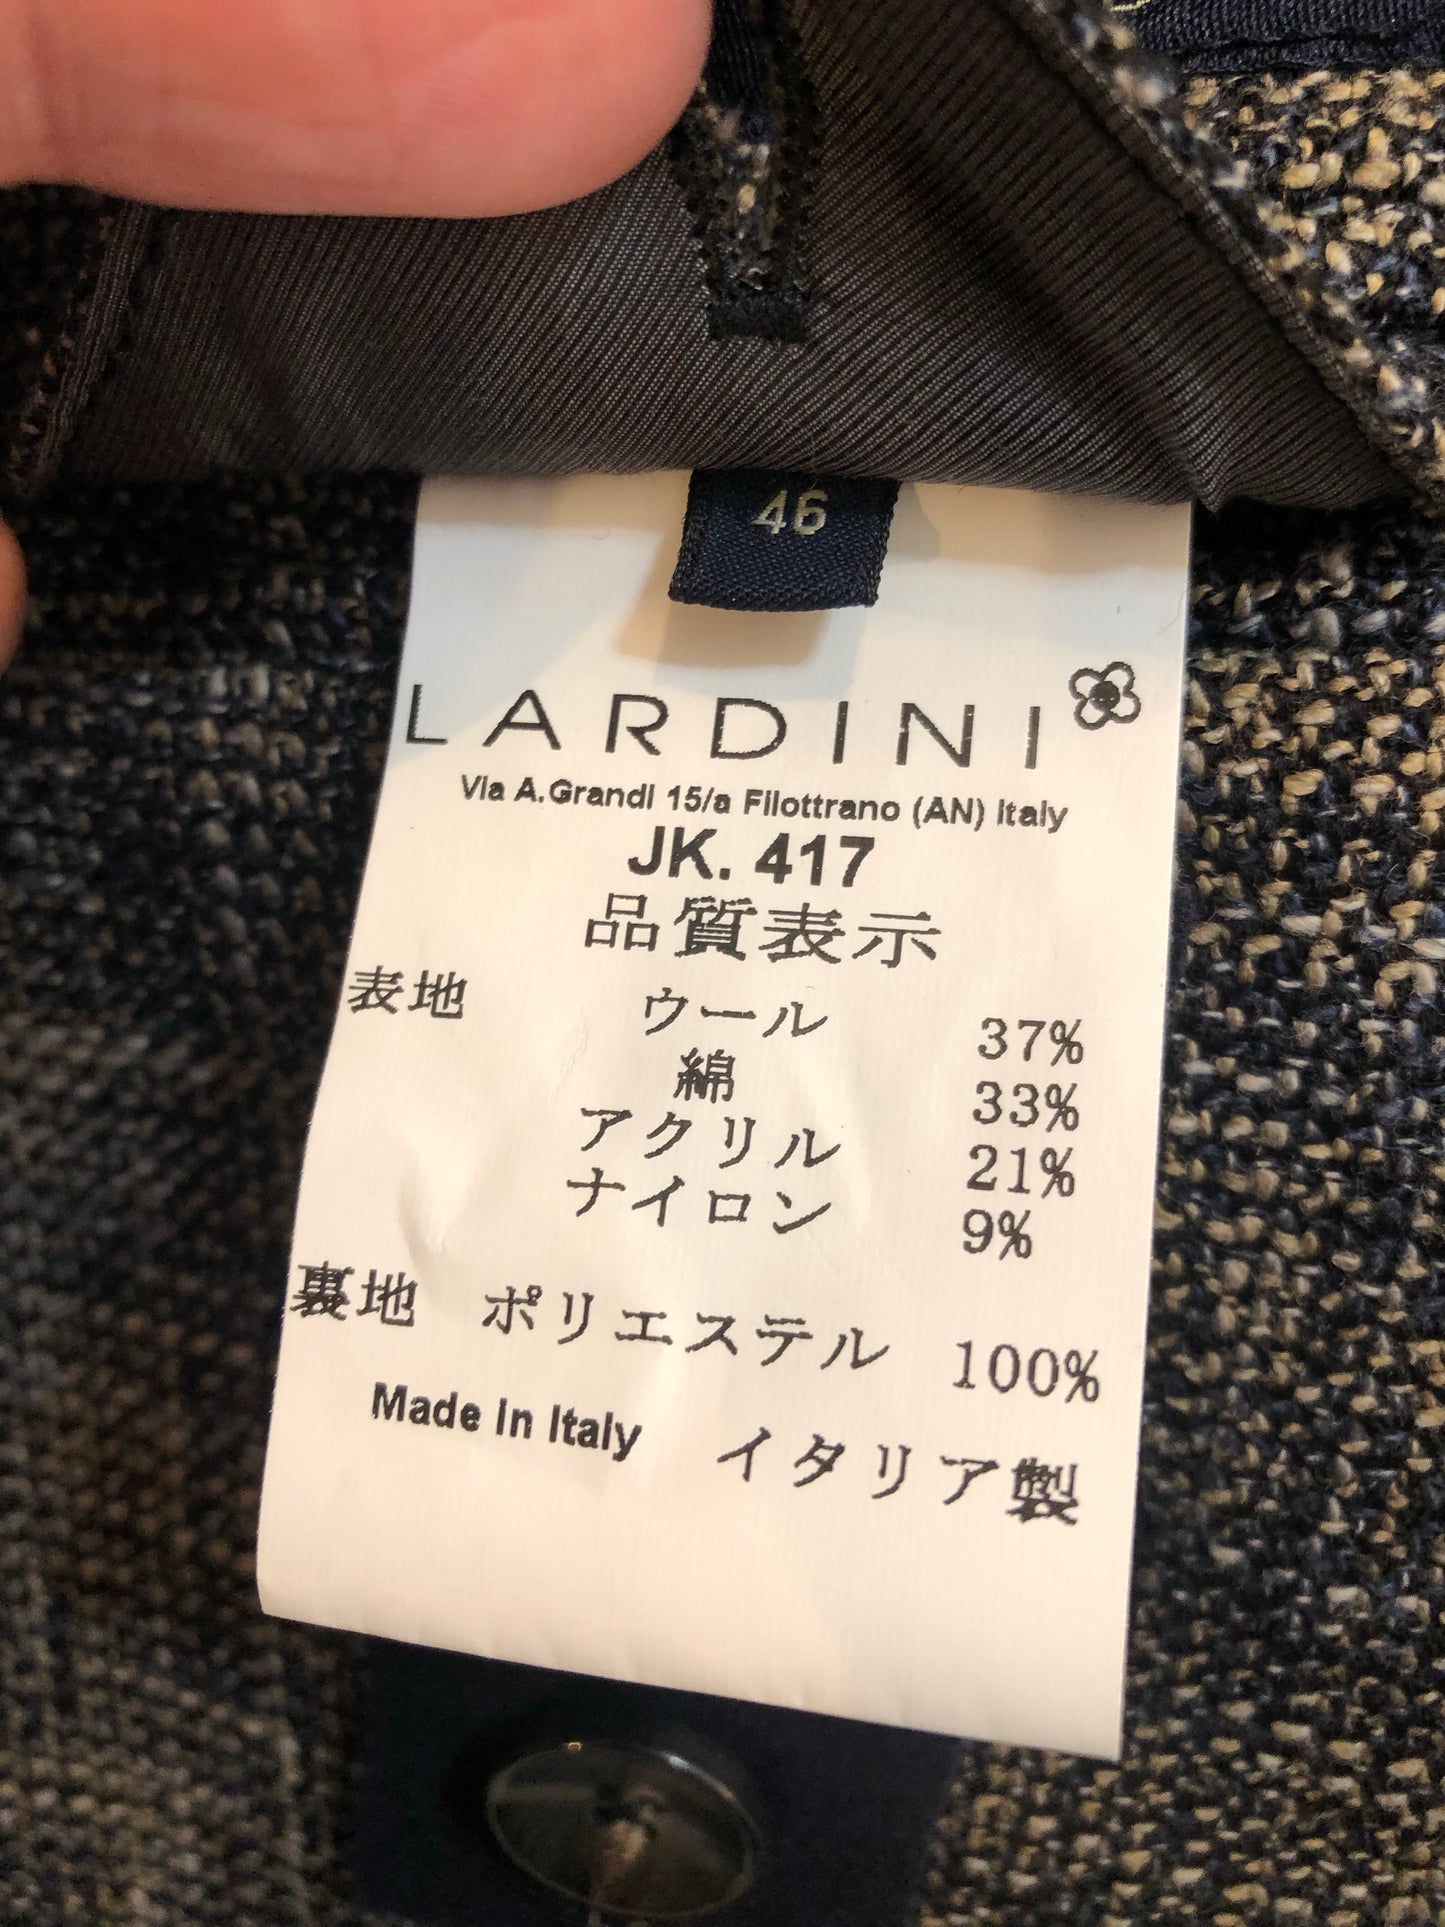 46
LARDINI
Via A.Grandi 15/a Filottrano (AN) Italy
JK. 417
品質表示
表地 ウール 37%
綿 33%
アクリル 21%
ナイロン 9%
裏地 ポリエステル 100%
Made in Italy イタリア製